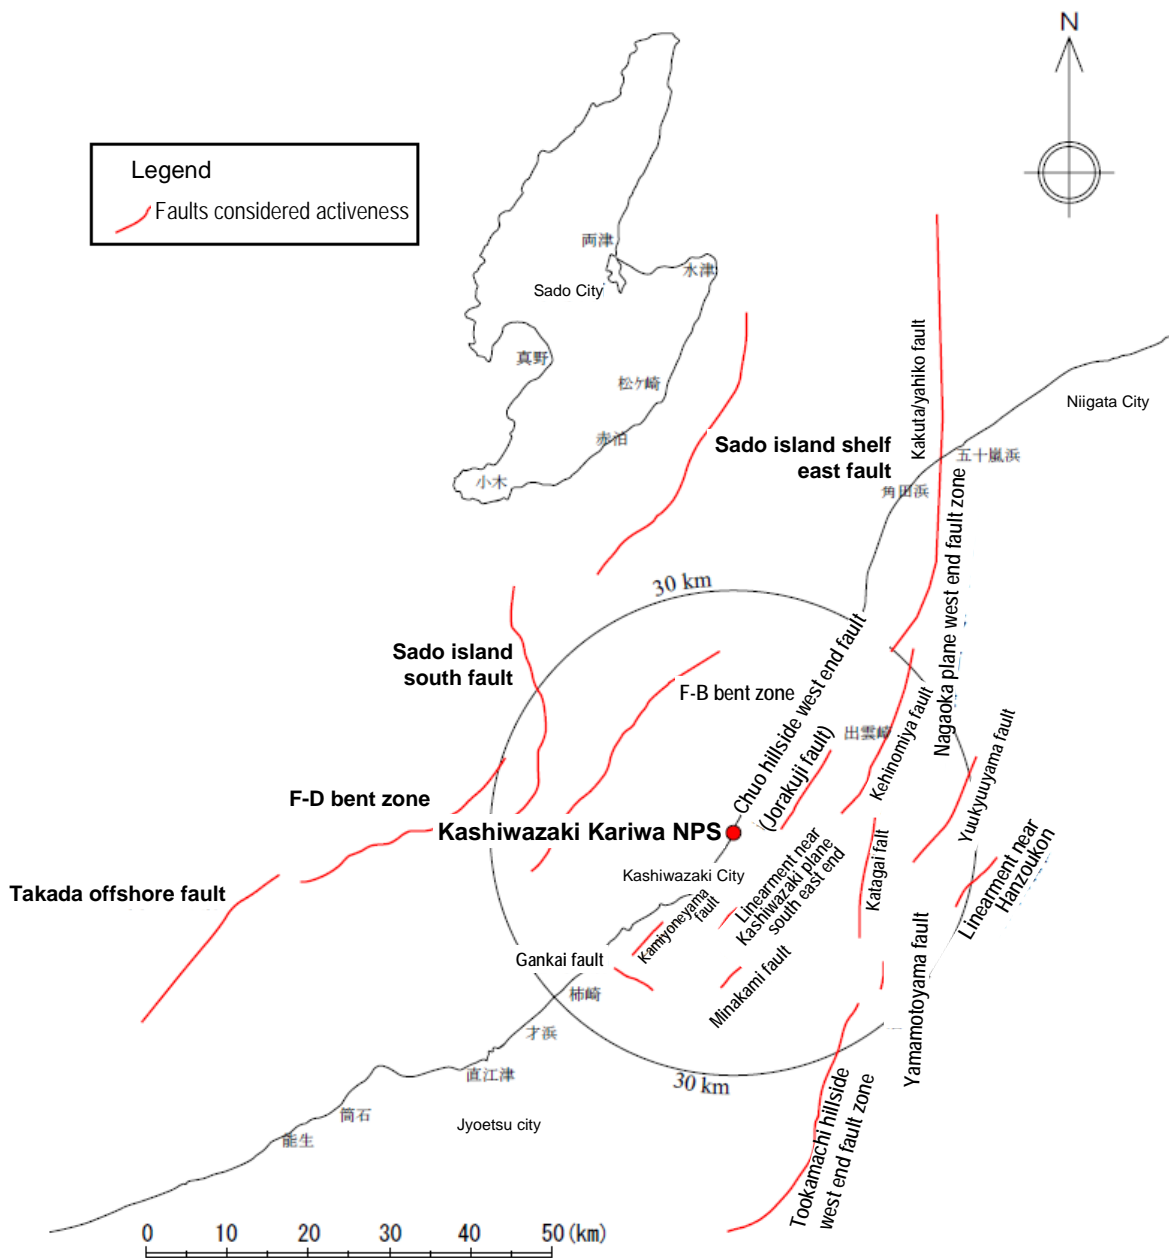 N
Legend
Faults considered activeness
両津
水津
Sado City
真野
松ケ崎
赤泊
小木
Kakuta/yahiko fault
Niigata City
Sado island shelf
east fault
五十嵐浜
角田浜
Nagaoka plane west end fault zone
30 km
Sado island
south fault
F-B bent zone
Chuo hillside west end fault
(Jorakuji fault)
出雲崎
Kehinomiya fault
Yuukyuuyama fault
F-D bent zone
Kashiwazaki Kariwa NPS
Takada offshore fault
Kashiwazaki City
Linearment near
Kashiwazaki plane
south east end
Katagai falt
Linearment near
Hanzoukon
Kamiyoneyama
fault
Gankai fault
Minakami fault
Yamamotoyama fault
柿崎
才浜
直江津
30 km
筒石
能生
Jyoetsu city
Tookamachi hillside
west end fault zone
0 10 20 30 40 50 (km)